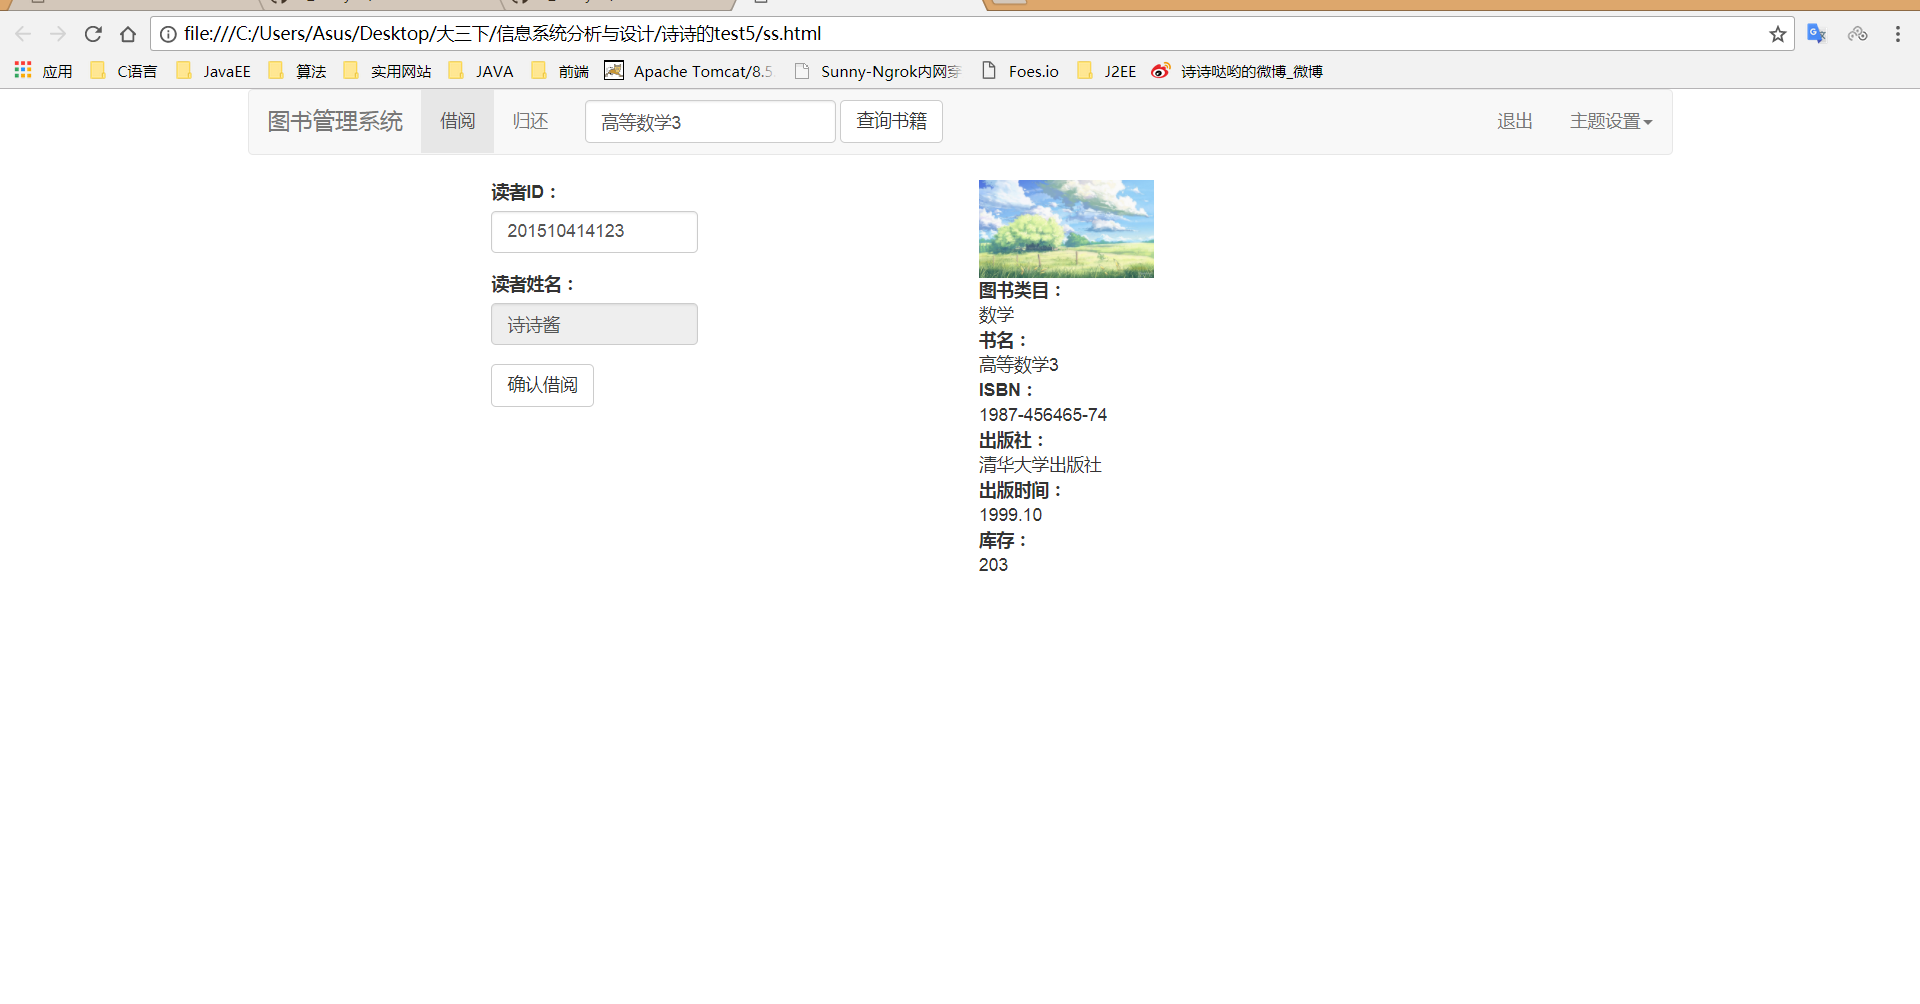 file:///C:/Users/Asus/Desktop/大三下/信息系统分析与设计/诗诗的test5/ss.html
应用 C语言 JavaEE 算法 实用网站 JAVA 前端 Apache Tomcat/8.5 Sunny-Ngrok内网穿 Foes.io J2EE 诗诗哒哟的微博_微博
图书管理系统 借阅 归还 高等数学3 查询书籍 退出 主题设置
读者ID：
201510414123
读者姓名：
诗诗酱
确认借阅
图书类目：
数学
书名：
高等数学3
ISBN：
1987-456465-74
出版社：
清华大学出版社
出版时间：
1999.10
库存：
203